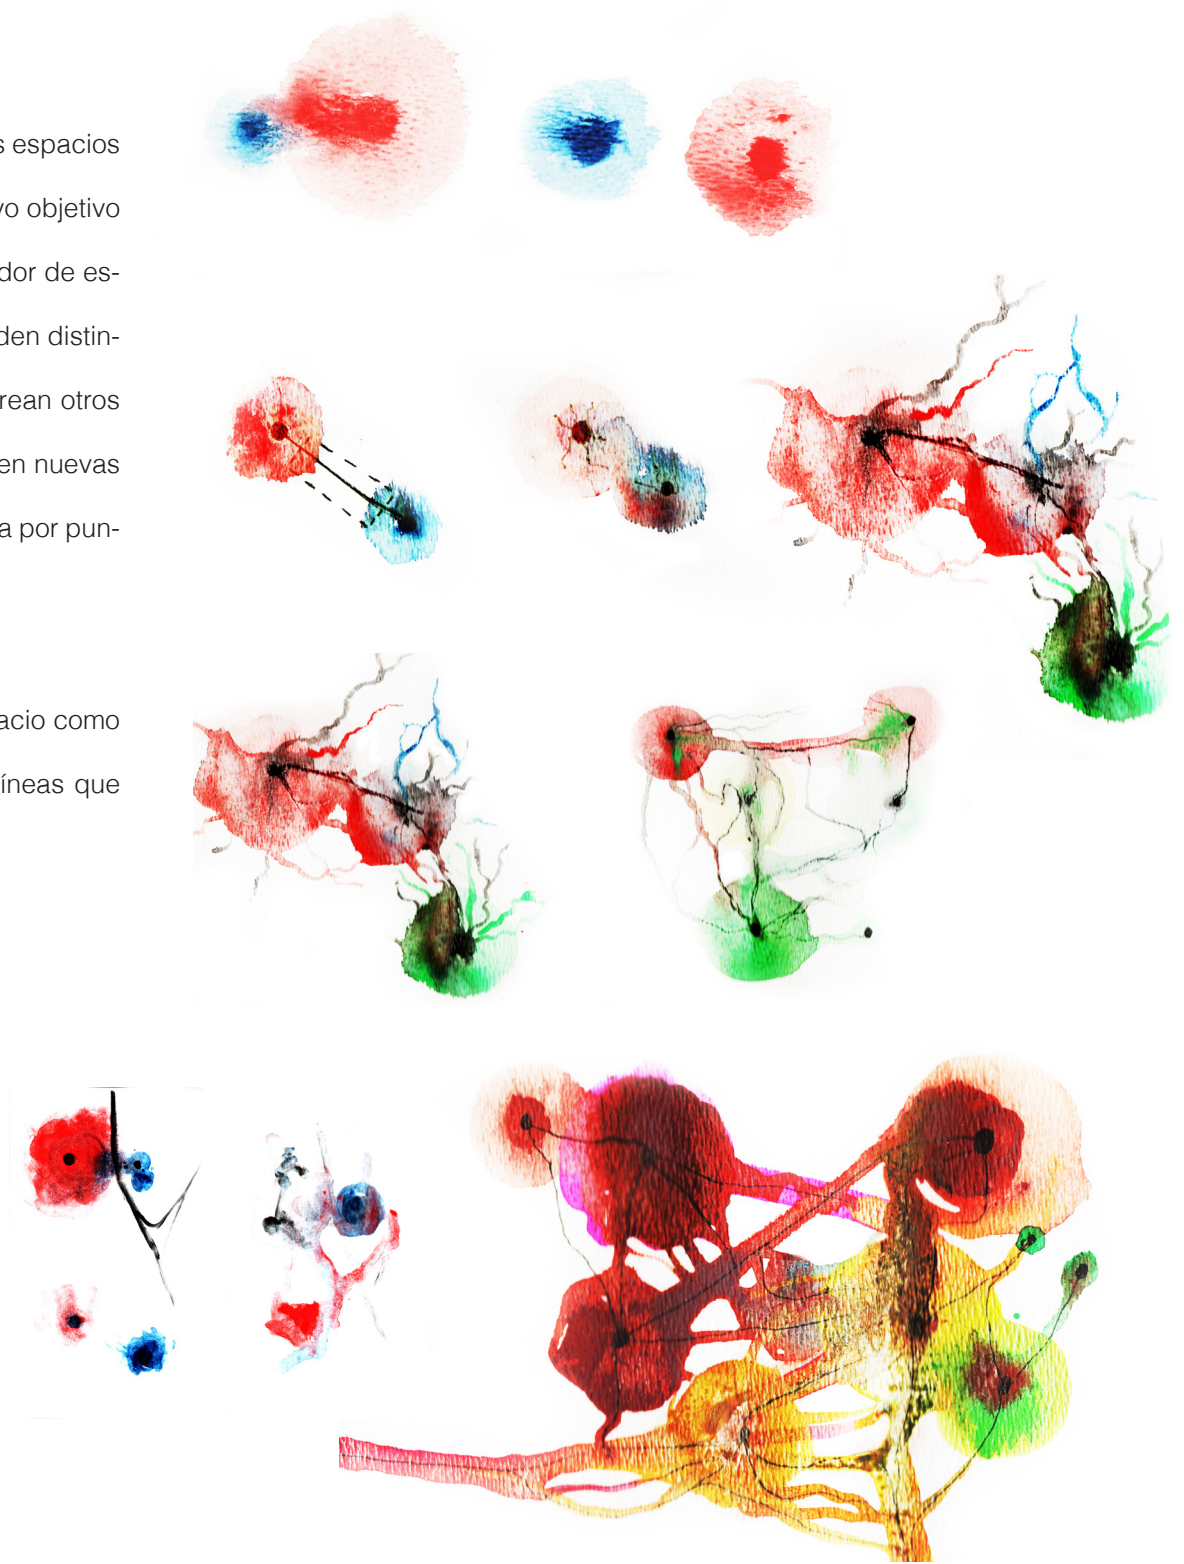 s espacios
vo objetivo
dor de es-
den distin-
rean otros
en nuevas
a por pun-
acio como
íneas que